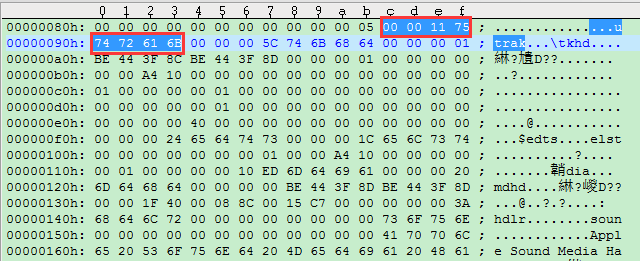 0 1 2 3 4 5 6 7 8 9 a b c d e f
00000080h: 00 00 00 00 00 00 00 00 00 00 00 05 00 00 11 75 ; ...............u
00000090h: 74 72 61 6B 00 00 00 5C 74 6B 68 64 00 00 00 01 ; trak...\tkhd....
000000a0h: BE 44 3F 8C BE 44 3F 8D 00 00 00 01 00 00 00 00 ; 綝?馗D??........
000000b0h: 00 00 A4 10 00 00 00 00 00 00 00 00 00 00 00 00 ; ..?............
000000c0h: 01 00 00 00 00 01 00 00 00 00 00 00 00 00 00 00 ; ................
000000d0h: 00 00 00 00 00 01 00 00 00 00 00 00 00 00 00 00 ; ................
000000e0h: 00 00 00 00 40 00 00 00 00 00 00 00 00 00 00 00 ; ....@...........
000000f0h: 00 00 00 24 65 64 74 73 00 00 00 1C 65 6C 73 74 ; ...$edts....elst
00000100h: 00 00 00 00 00 00 00 01 00 00 A4 10 00 00 00 00 ; ..........?....
00000110h: 00 01 00 00 00 00 10 ED 6D 64 69 61 00 00 00 20 ; .......韒dia...
00000120h: 6D 64 68 64 00 00 00 00 BE 44 3F 8D BE 44 3F 8D ; mdhd....綝?峻D??
00000130h: 00 00 1F 40 00 08 8C 00 15 C7 00 00 00 00 00 3A ; ...@..?.?....:
00000140h: 68 64 6C 72 00 00 00 00 00 00 00 00 73 6F 75 6E ; hdlr........soun
00000150h: 00 00 00 00 00 00 00 00 00 00 00 00 41 70 70 6C ; ............Appl
00000160h: 65 20 53 6F 75 6E 64 20 4D 65 64 69 61 20 48 61 ; e Sound Media Ha